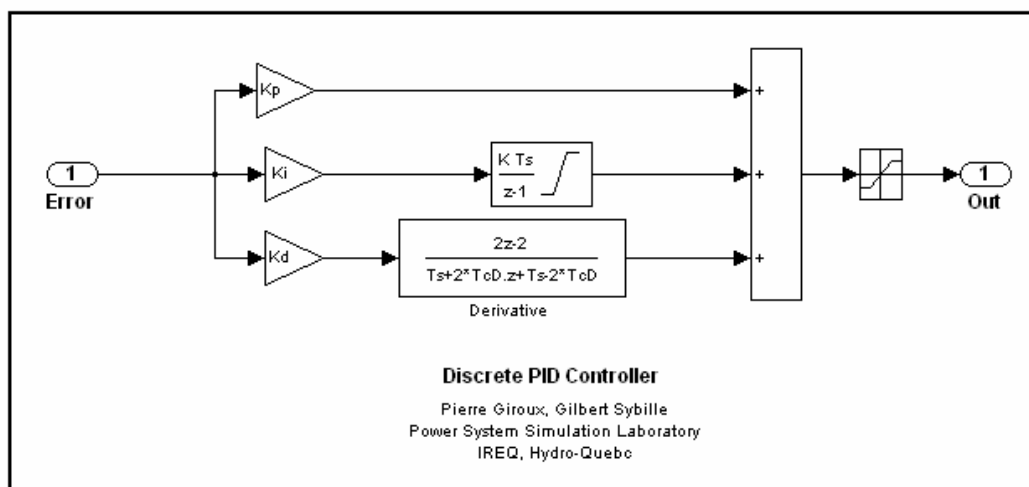 Kp
+
1
Error
Ki
K Ts
z-1
+
1
Out
Kd
2z-2
Ts+2*TcD.z+Ts-2*TcD
+
Derivative
Discrete PID Controller
Pierre Giroux, Gilbert Sybille
Power System Simulation Laboratory
IREQ, Hydro-Quebc